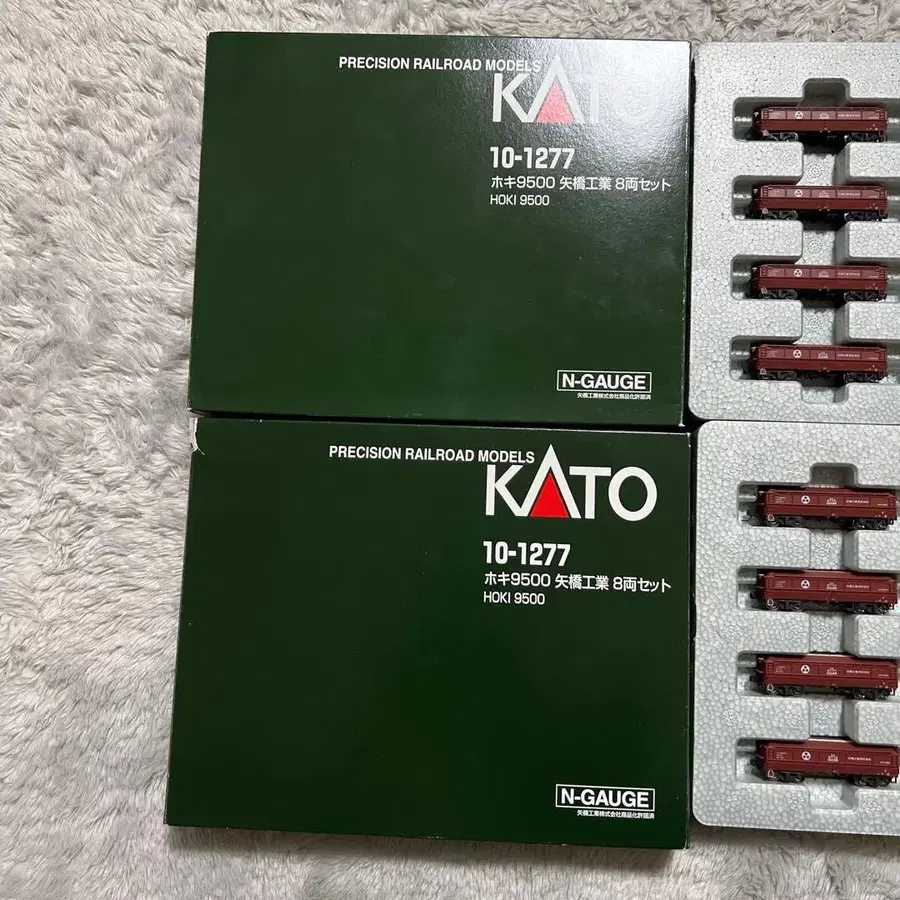 PRECISION RAILROAD MODELS
KATO
10-1277
ホキ9500 矢橋工業 8両セット
HOKI 9500
N-GAUGE
矢橋工業株式会社商品化許諾済
PRECISION RAILROAD MODELS
KATO
10-1277
ホキ9500 矢橋工業 8両セット
HOKI 9500
N-GAUGE
矢橋工業株式会社商品化許諾済